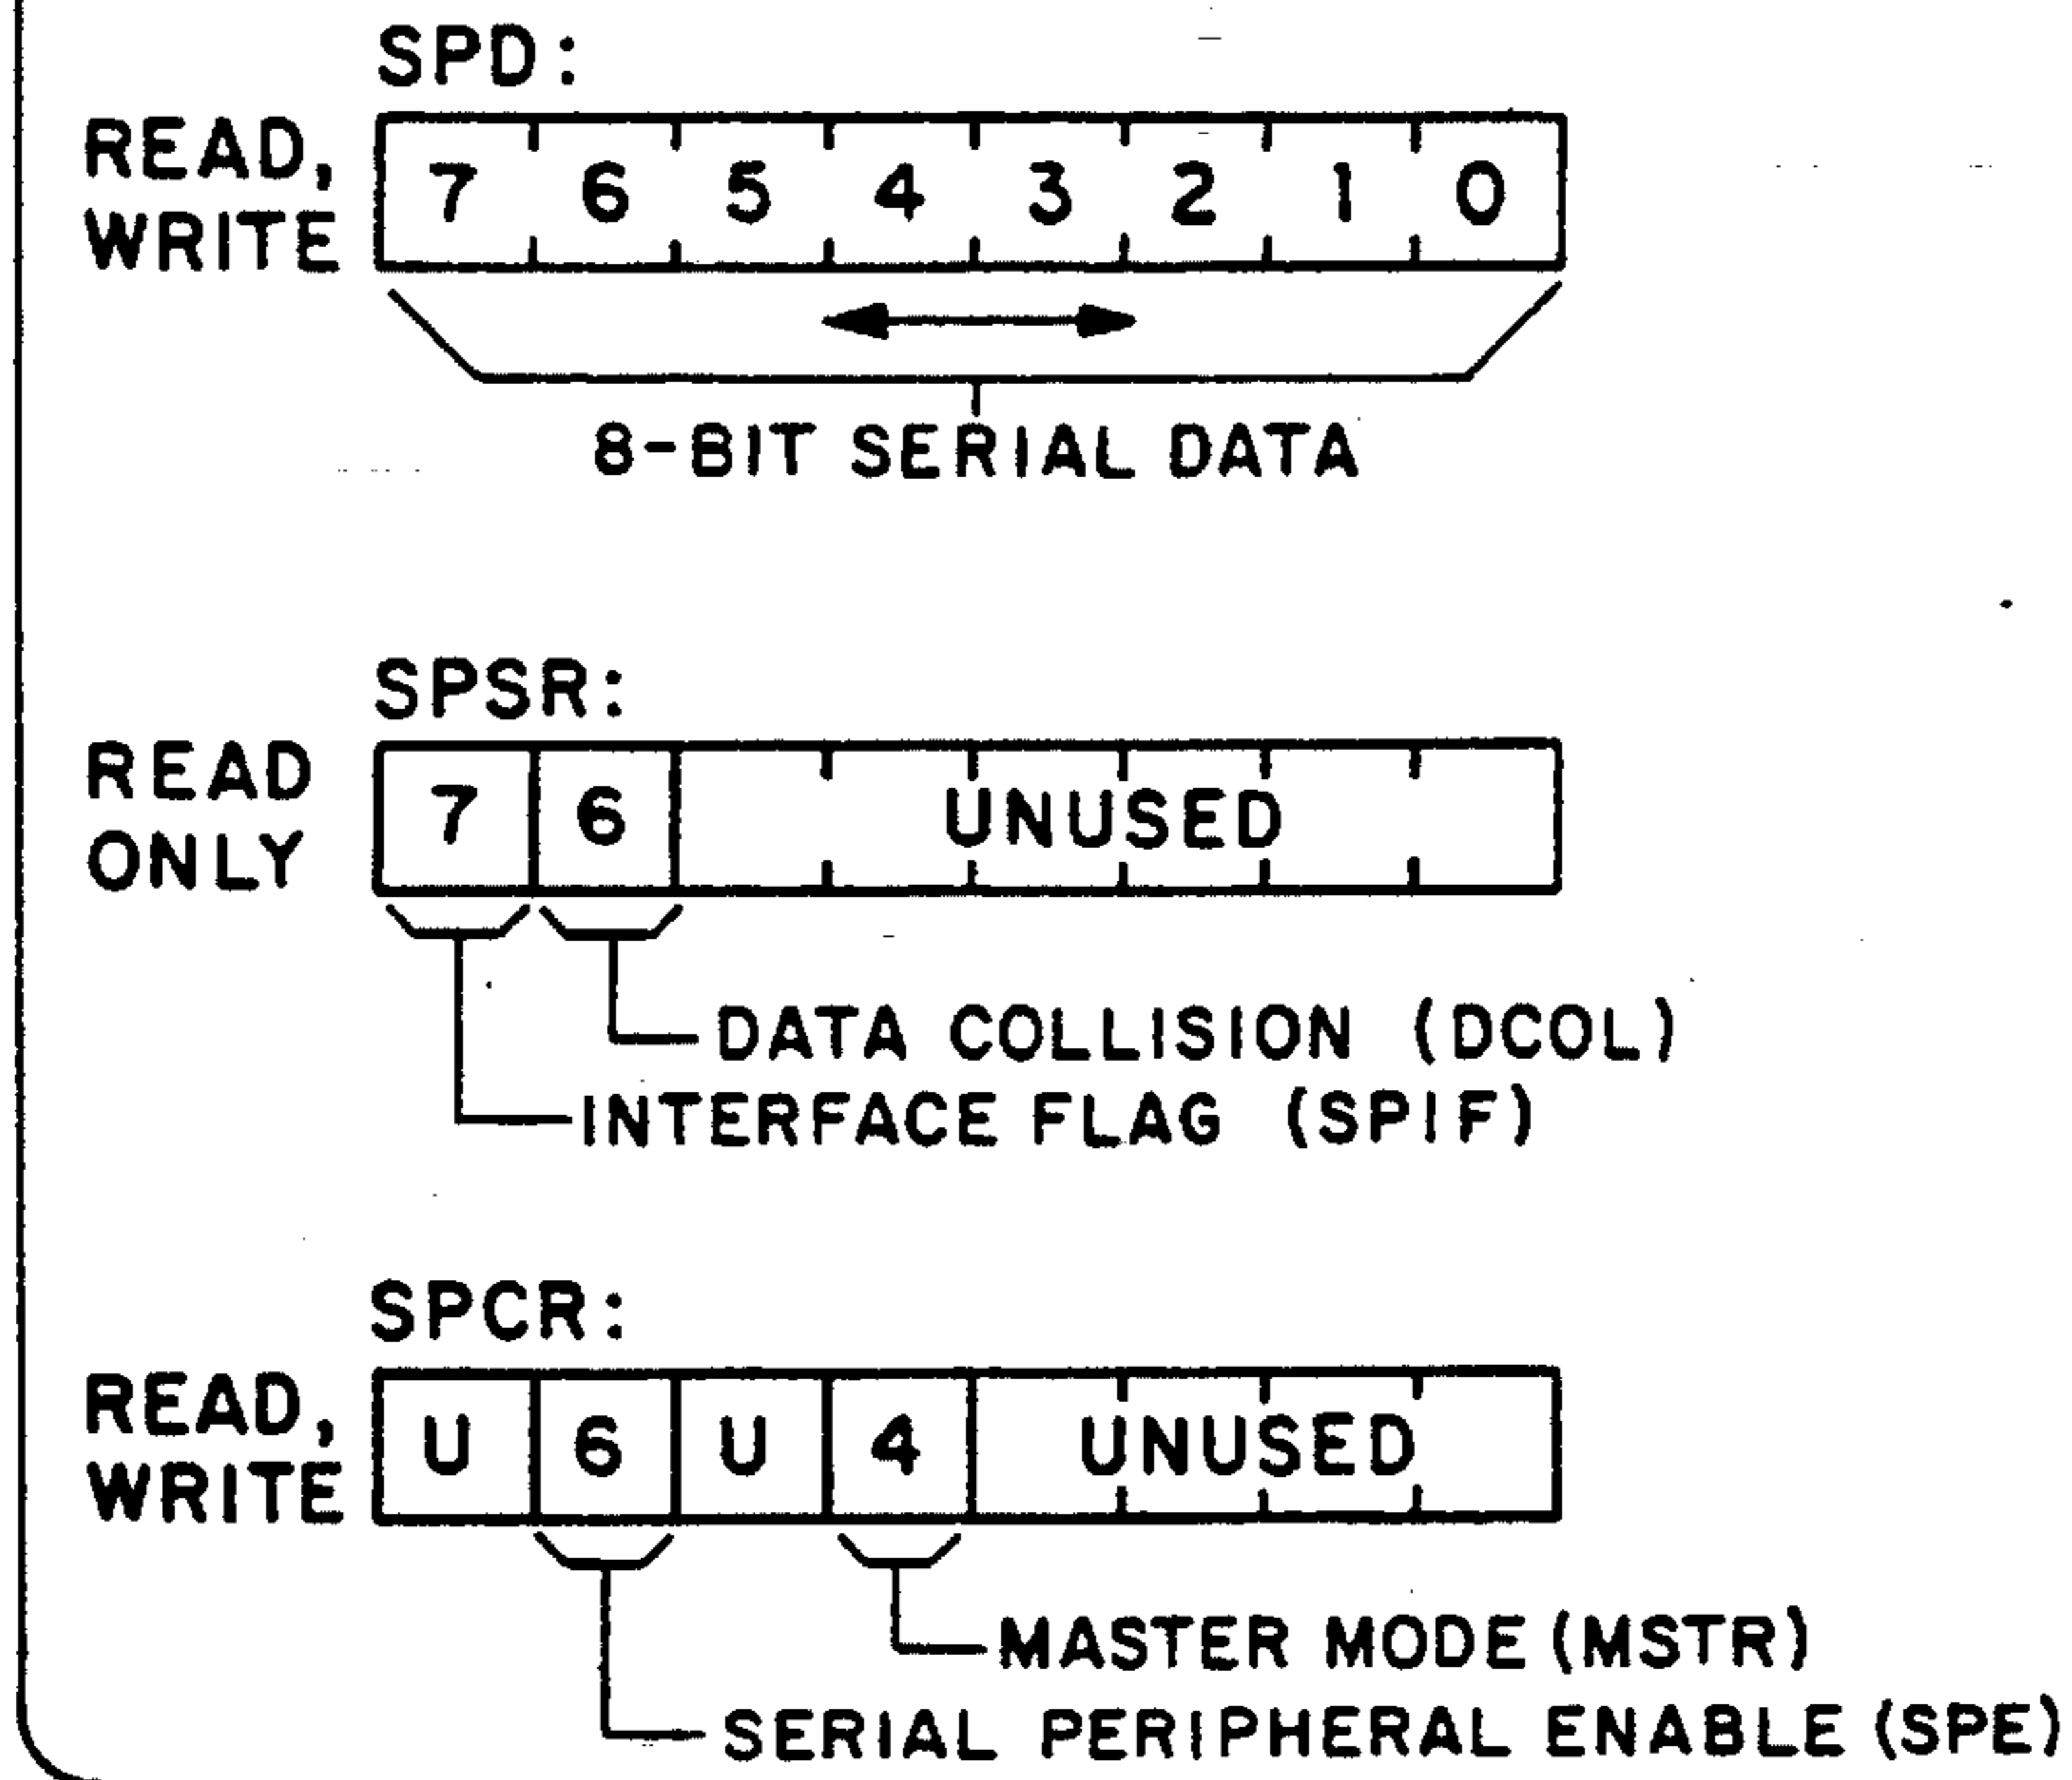 SPD:
READ,
WRITE
7 6 5 4 3 2 1 0
8-BIT SERIAL DATA
SPSR:
READ
ONLY
7 6 UNUSED
DATA COLLISION (DCOL)
INTERFACE FLAG (SPIF)
SPCR:
READ,
WRITE
U 6 U 4 UNUSED
MASTER MODE (MSTR)
SERIAL PERIPHERAL ENABLE (SPE)